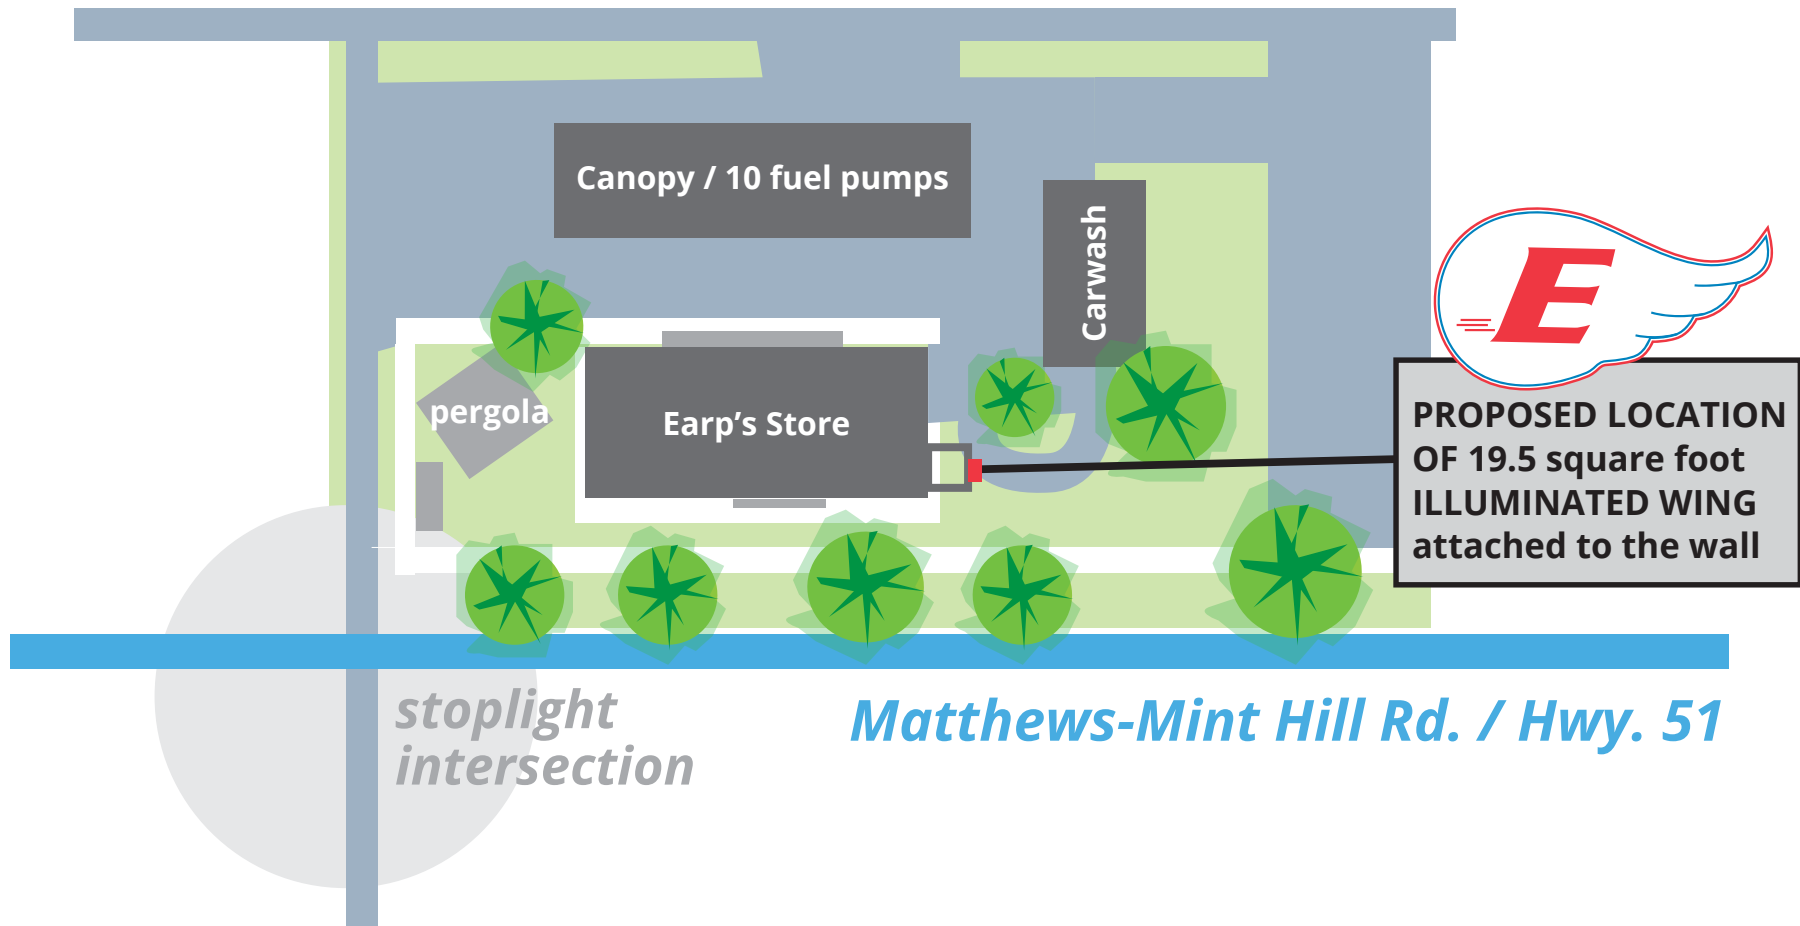 Canopy / 10 fuel pumps
Carwash
E
pergola
Earp’s Store
PROPOSED LOCATION
OF 19.5 square foot
ILLUMINATED WING
attached to the wall
stoplight
intersection
Matthews-Mint Hill Rd. / Hwy. 51